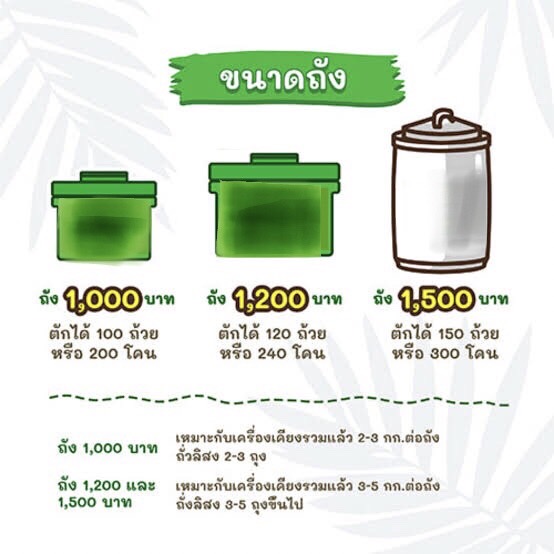 ขนาดถัง
ถัง 1,000 บาท
ตักได้ 100 ถ้วย
หรือ 200 โคน
ถัง 1,200 บาท
ตักได้ 120 ถ้วย
หรือ 240 โคน
ถัง 1,500 บาท
ตักได้ 150 ถ้วย
หรือ 300 โคน
ถัง 1,000 บาท
เหมาะกับเครื่องเคียงรวมแล้ว 2-3 กก.ต่อถัง
ถั่วลิสง 2-3 ถุง
ถัง 1,200 และ
1,500 บาท
เหมาะกับเครื่องเคียงรวมแล้ว 3-5 กก.ต่อถัง
ถั่งลิสง 3-5 ถุงขึ้นไป